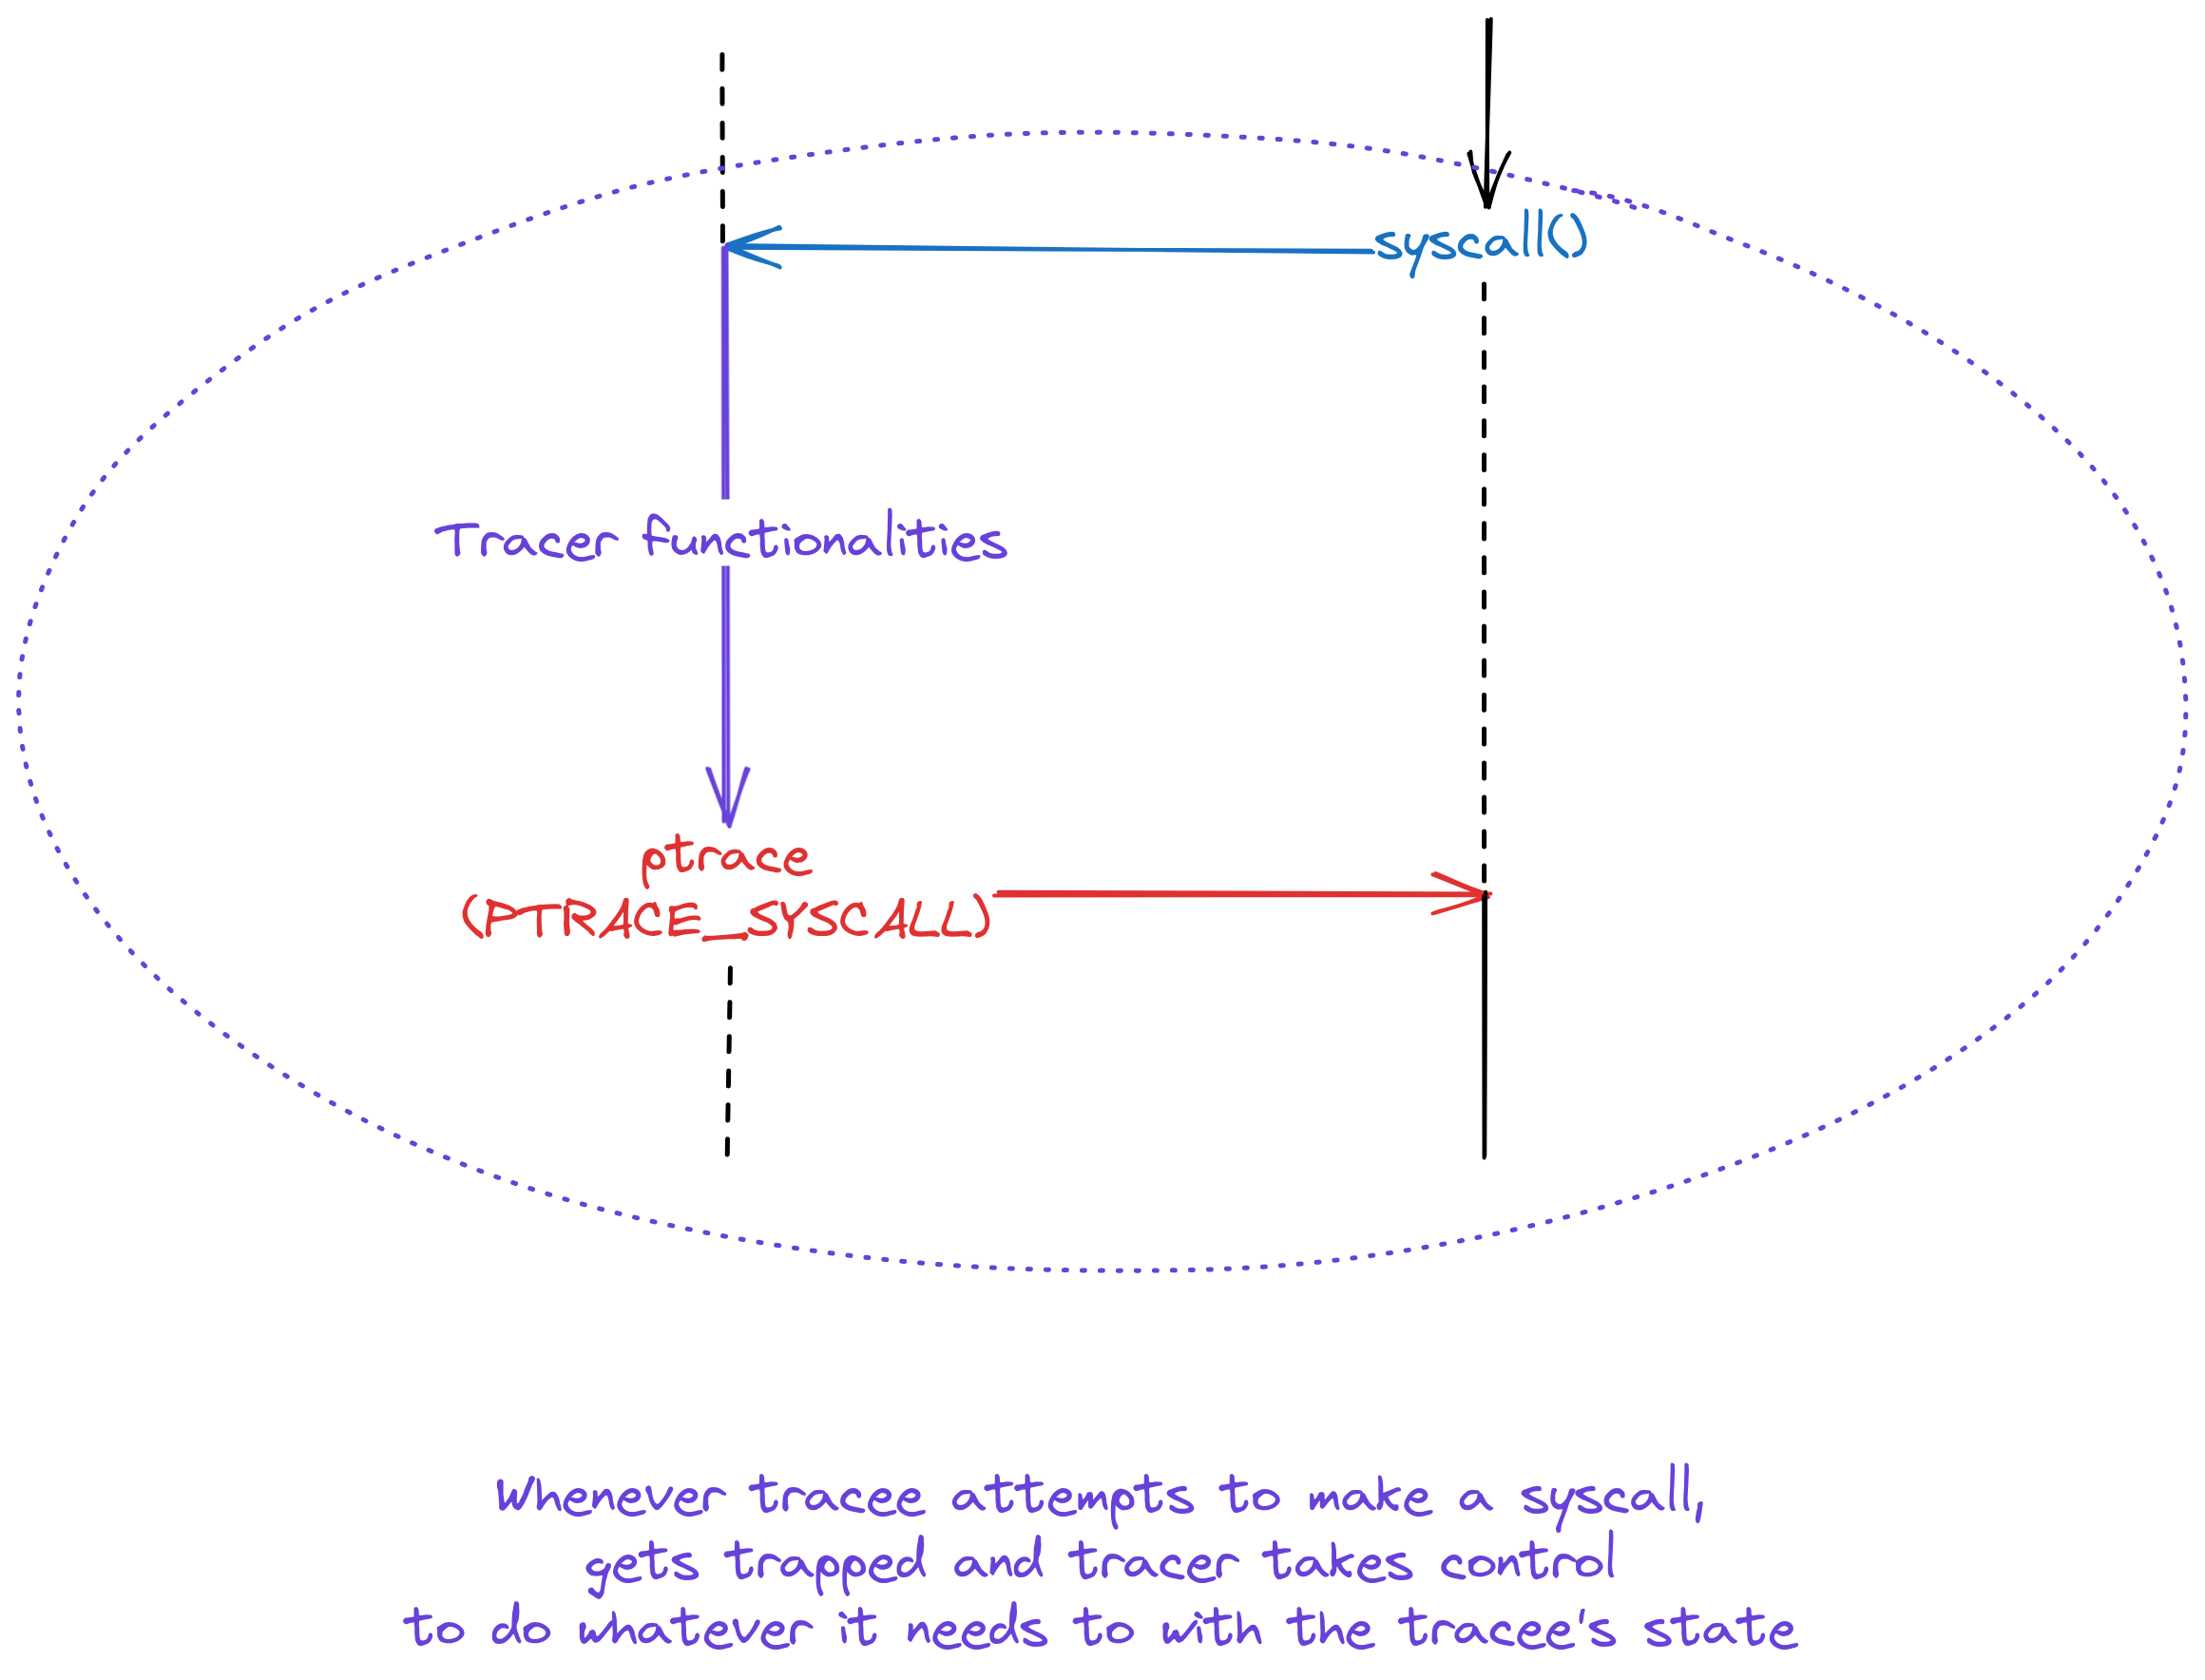 syscall()
Tracer functionalities
ptrace
(PTRACE_SYSCALL)
Whenever tracee attempts to make a syscall,
gets trapped and tracer takes control
to do whatever it needs to with the tracee's state